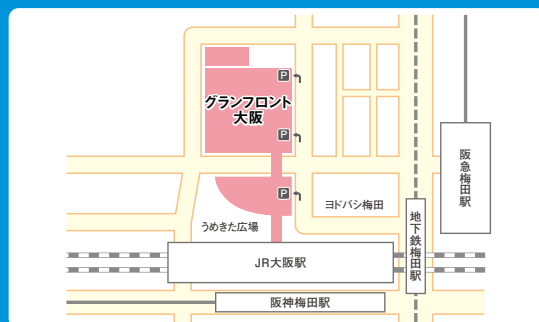 P
グランフロント
大阪
P
P
ヨドバシ梅田
うめきた広場
JR大阪駅
阪神梅田駅
地下鉄梅田駅
阪急梅田駅